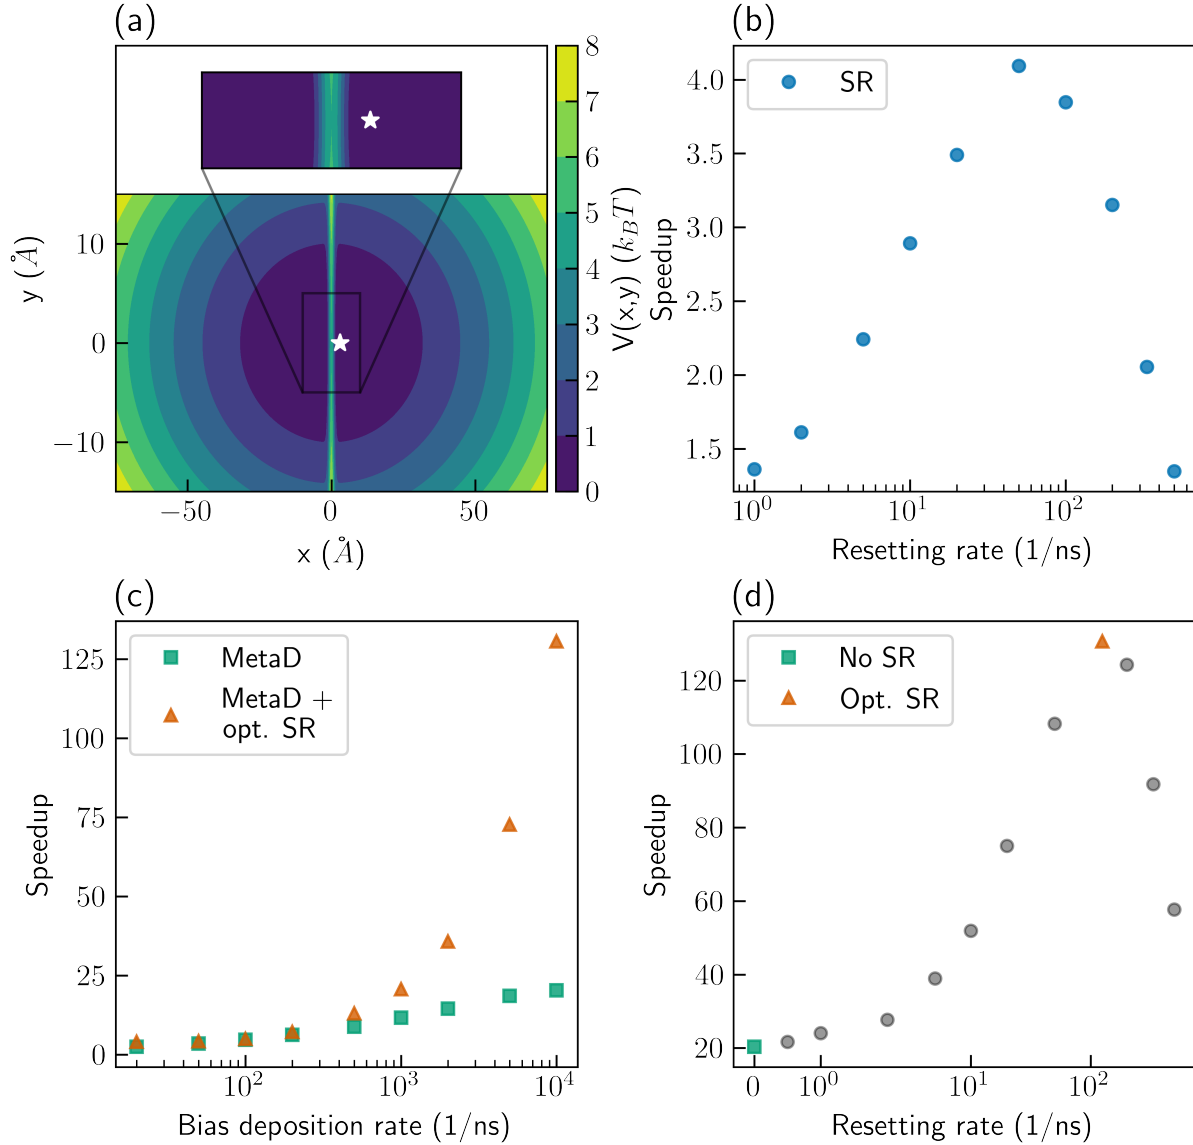 (a)
8
7
6
5
4
3
2
1
0
V(x,y) (k_BT)
10
0
−10
y (Å)
−50
0
50
x (Å)
(b)
SR
4.0
3.5
3.0
2.5
2.0
1.5
Speedup
10^0
10^1
10^2
Resetting rate (1/ns)
(c)
MetaD
MetaD +
opt. SR
125
100
75
50
25
0
Speedup
10^2
10^3
10^4
Bias deposition rate (1/ns)
(d)
No SR
Opt. SR
120
100
80
60
40
20
Speedup
0
10^0
10^1
10^2
Resetting rate (1/ns)